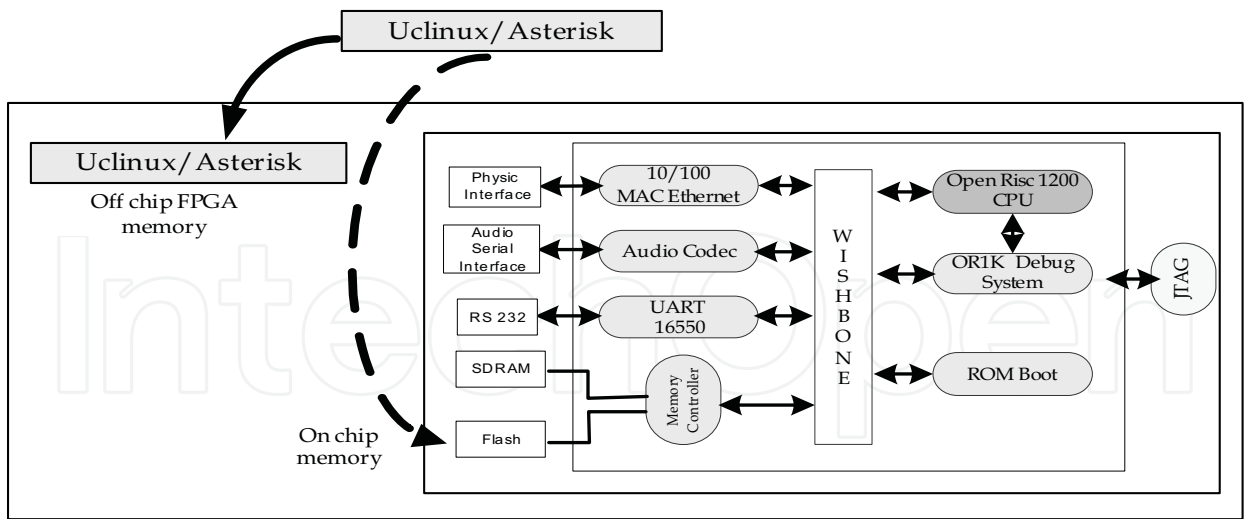 Uclinux/Asterisk
Uclinux/Asterisk
Off chip FPGA
memory
On chip
memory
Physic
Interface
Audio
Serial
Interface
RS 232
SDRAM
Flash
10/100
MAC Ethernet
Audio Codec
UART
16550
Memory
Controller
WISHBONE
Open Risc 1200
CPU
OR1K Debug
System
ROM Boot
JTAG
IntechOpen